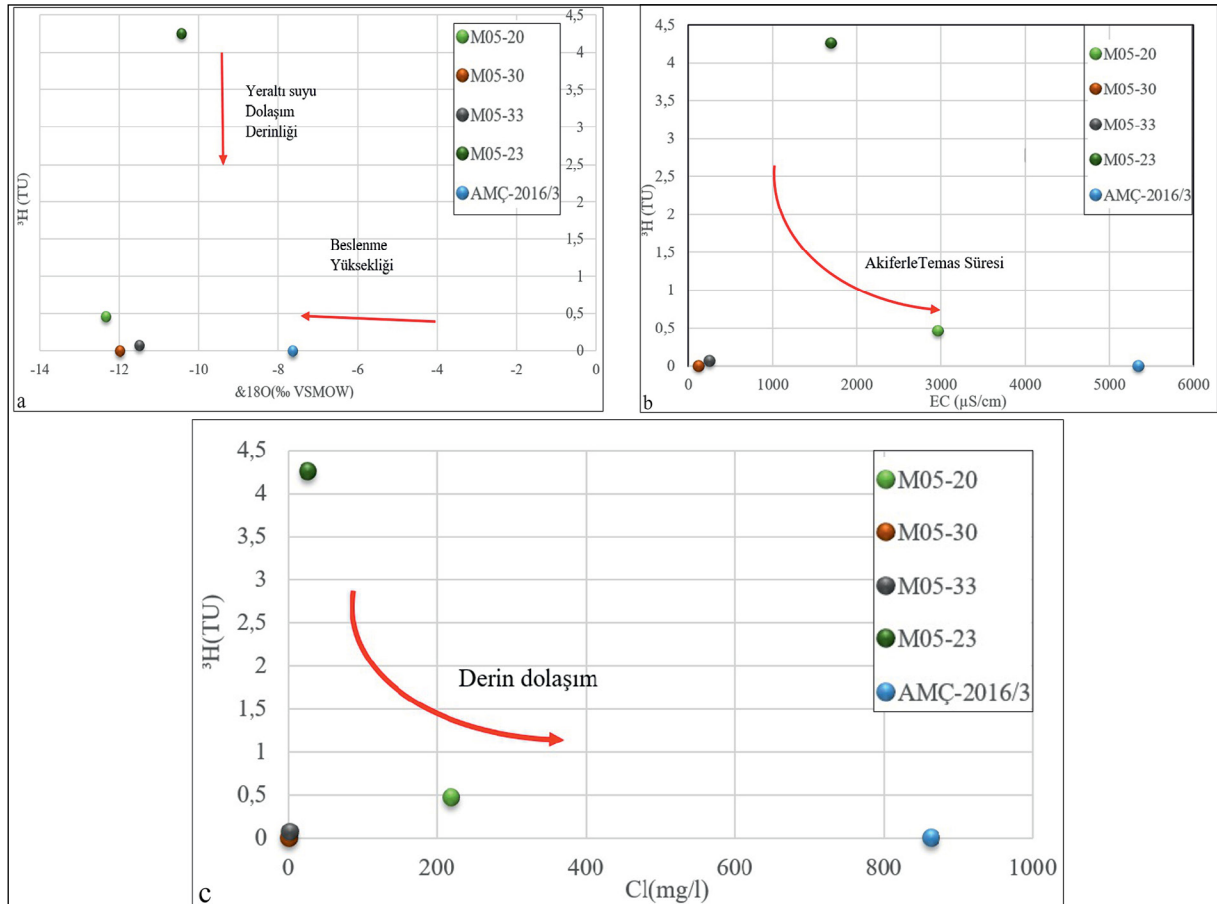 a
4,5
4
3,5
3
2,5
2
1,5
1
0,5
0
³H (TU)
-14
-12
-10
-8
-6
-4
-2
0
&18O(‰ VSMOW)
Yeraltı suyu
Dolaşım
Derinliği
Beslenme
Yüksekliği
M05-20
M05-30
M05-33
M05-23
AMÇ-2016/3
b
4,5
4
3,5
3
2,5
2
1,5
1
0,5
0
³H (TU)
0
1000
2000
3000
4000
5000
6000
EC (µS/cm)
AkiferleTemas Süresi
M05-20
M05-30
M05-33
M05-23
AMÇ-2016/3
c
4,5
4
3,5
3
2,5
2
1,5
1
0,5
0
³H(TU)
0
200
400
600
800
1000
Cl(mg/l)
Derin dolaşım
M05-20
M05-30
M05-33
M05-23
AMÇ-2016/3